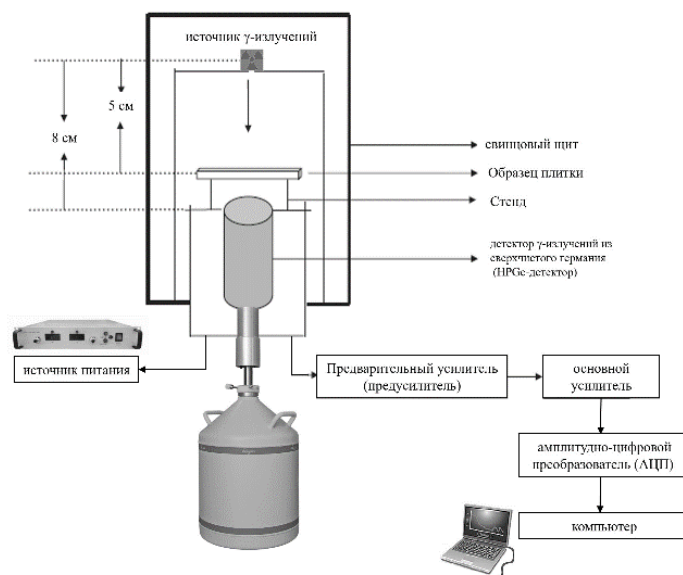 источник γ-излучений
5 см
8 см
свинцовый щит
Образец плитки
Стенд
детектор γ-излучений из
сверхчистого германия
(HPGe-детектор)
источник питания
Предварительный усилитель
(предусилитель)
основной
усилитель
амплитудно-цифровой
преобразователь (АЦП)
компьютер